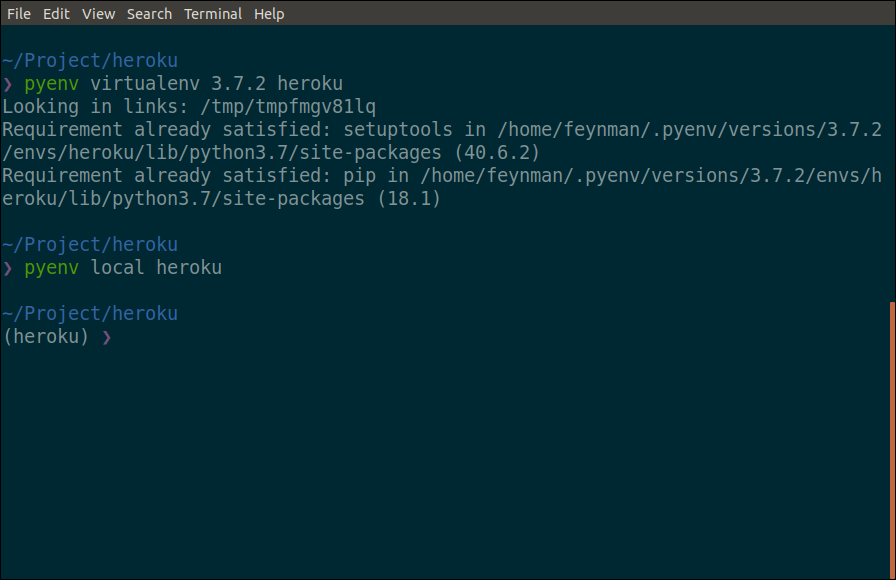 File Edit View Search Terminal Help
~/Project/heroku
❯ pyenv virtualenv 3.7.2 heroku
Looking in links: /tmp/tmpfmgv81lq
Requirement already satisfied: setuptools in /home/feynman/.pyenv/versions/3.7.2
/envs/heroku/lib/python3.7/site-packages (40.6.2)
Requirement already satisfied: pip in /home/feynman/.pyenv/versions/3.7.2/envs/h
eroku/lib/python3.7/site-packages (18.1)
~/Project/heroku
❯ pyenv local heroku
~/Project/heroku
(heroku) ❯